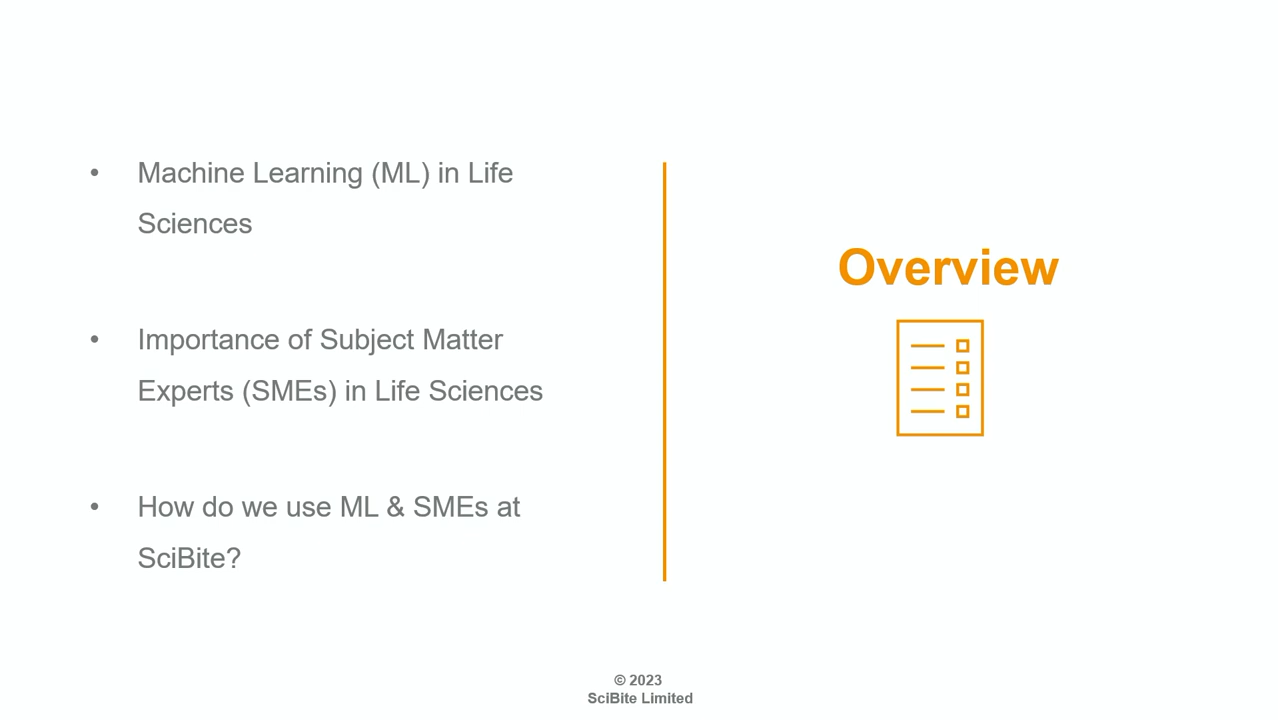 • Machine Learning (ML) in Life
Sciences
• Importance of Subject Matter
Experts (SMEs) in Life Sciences
• How do we use ML & SMEs at
SciBite?
Overview
© 2023
SciBite Limited